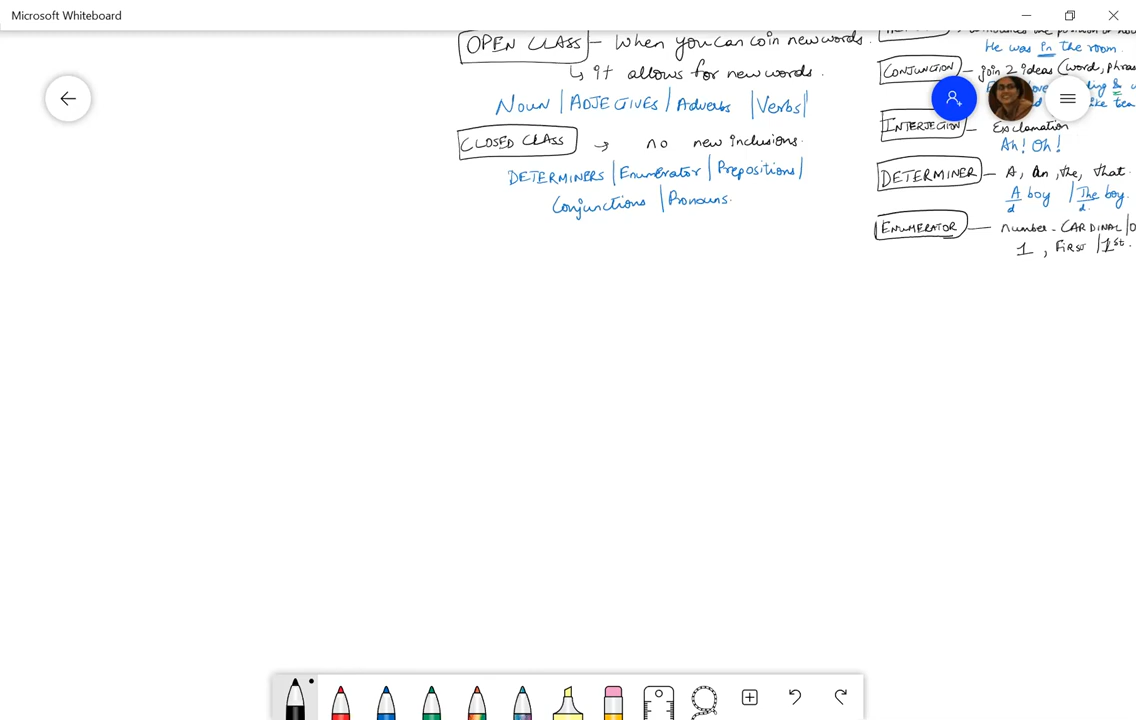 Microsoft Whiteboard
OPEN CLASS - When you can coin new words.
↳ it allows for new words.
NOUN | ADJECTIVES | Adverbs | Verbs |
CLOSED CLASS → no new inclusions.
DETERMINERS | Enumerator | Prepositions |
Conjunctions | Pronouns.
He was in the room.
CONJUNCTION - join 2 ideas (word, phras
&
tea
INTERJECTION - Exclamation
Ah! Oh!
DETERMINER - A, An, the, that.
A boy | The boy.
d d.
ENUMERATOR - number - CARDINAL |
1, FIRST | 1st.